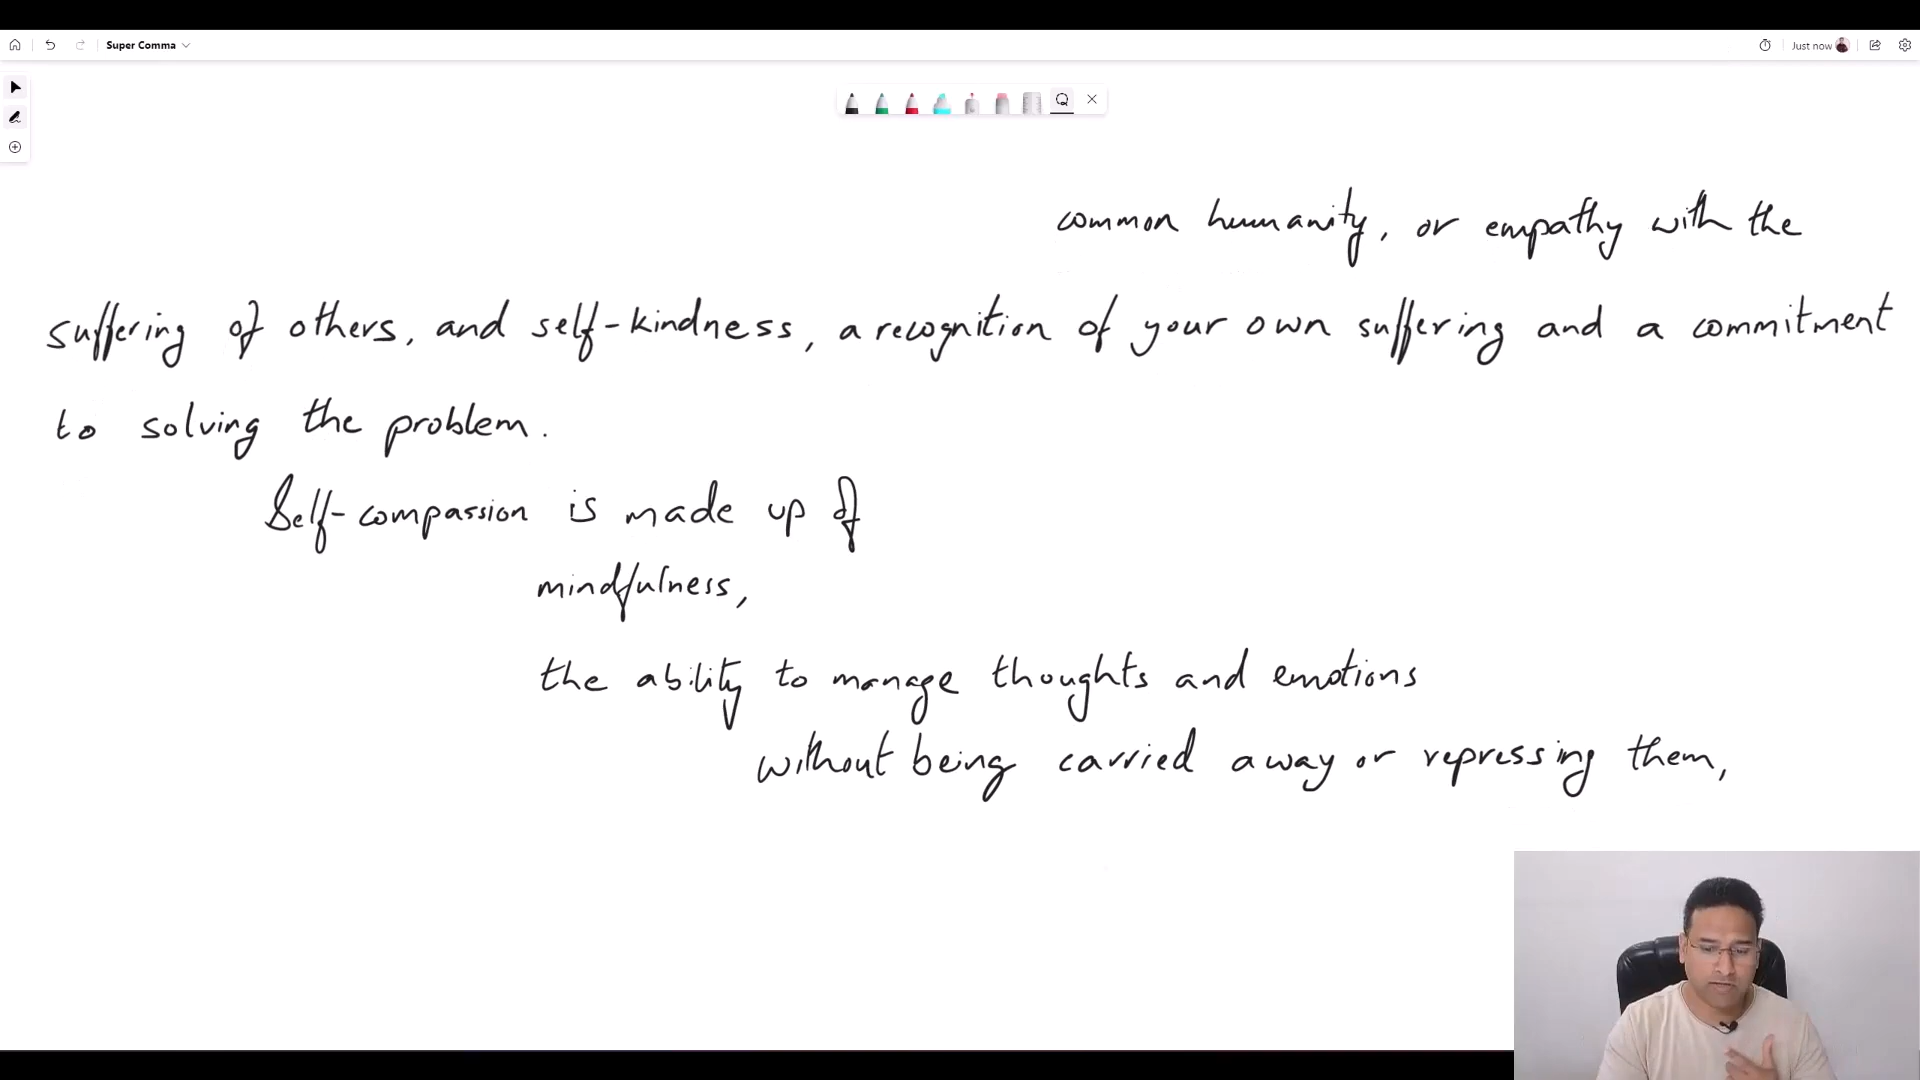 Super Comma
Just now
common humanity, or empathy with the
suffering of others, and self-kindness, a recognition of your own suffering and a commitment
to solving the problem.
Self-compassion is made up of
mindfulness,
the ability to manage thoughts and emotions
without being carried away or repressing them,